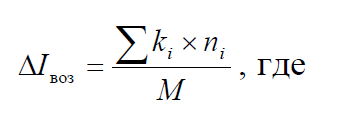 ΔI_воз = (∑ k_i × n_i) / M , где